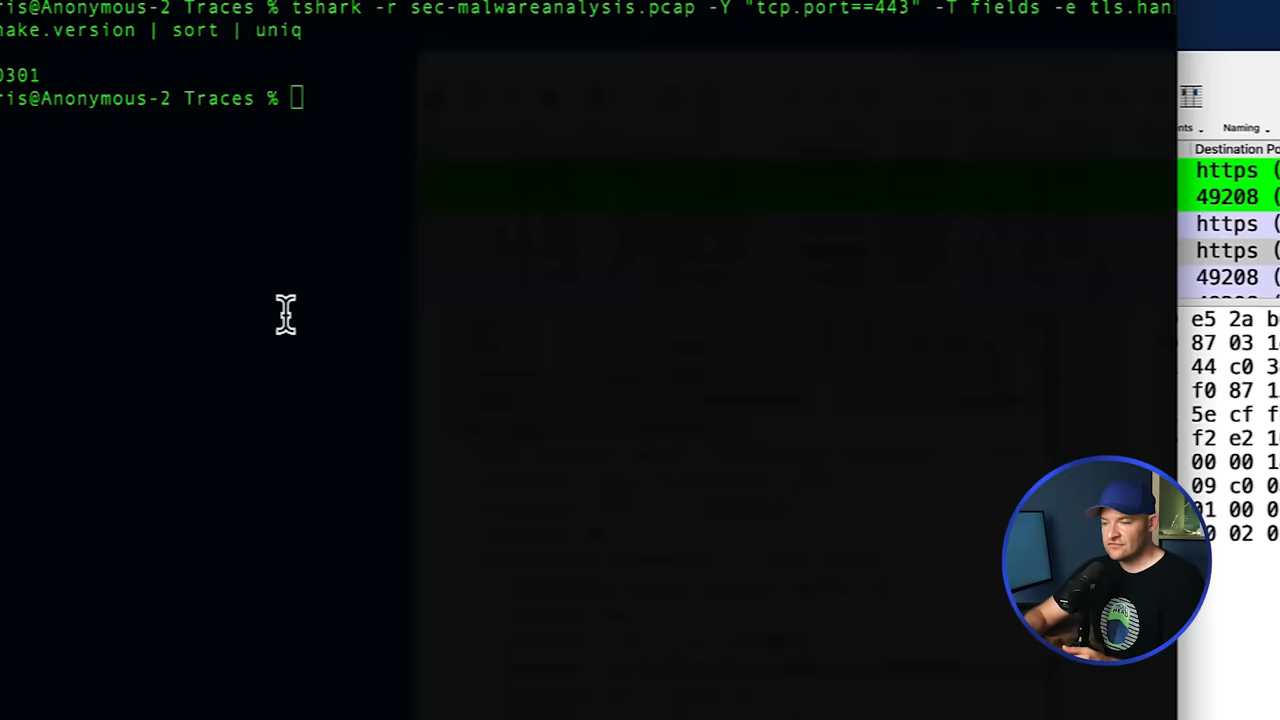 ris@Anonymous-2 Traces % tshark -r sec-malwareanalysis.pcap -Y "tcp.port==443" -T fields -e tls.han
ake.version | sort | uniq
0301
ris@Anonymous-2 Traces %
nts Naming
Destination Po
https (
49208 (
https (
https (
49208 (
e5 2a b
87 03 1
44 c0 3
f0 87 1
5e cf f
f2 e2 1
00 00 1
09 c0 0
01 00 0
0 02 0
HEAD